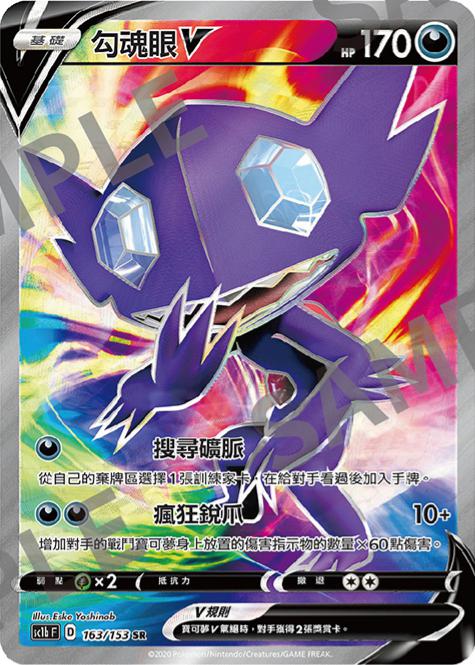 基礎 勾魂眼V HP 170
搜尋礦脈
從自己的棄牌區選擇1張訓練家卡，在給對手看過後加入手牌。
瘋狂銳爪 10+
增加對手的戰鬥寶可夢身上放置的傷害指示物的數量×60點傷害。
弱點 ×2 抵抗力 撤退
Illus. Eske Yoshinob
V規則
sc1b F D 163/153 SR
寶可夢V氣絕時，對手獲得2張獎賞卡。
©2020 Pokémon/Nintendo/Creatures/GAME FREAK.
SAMPLE